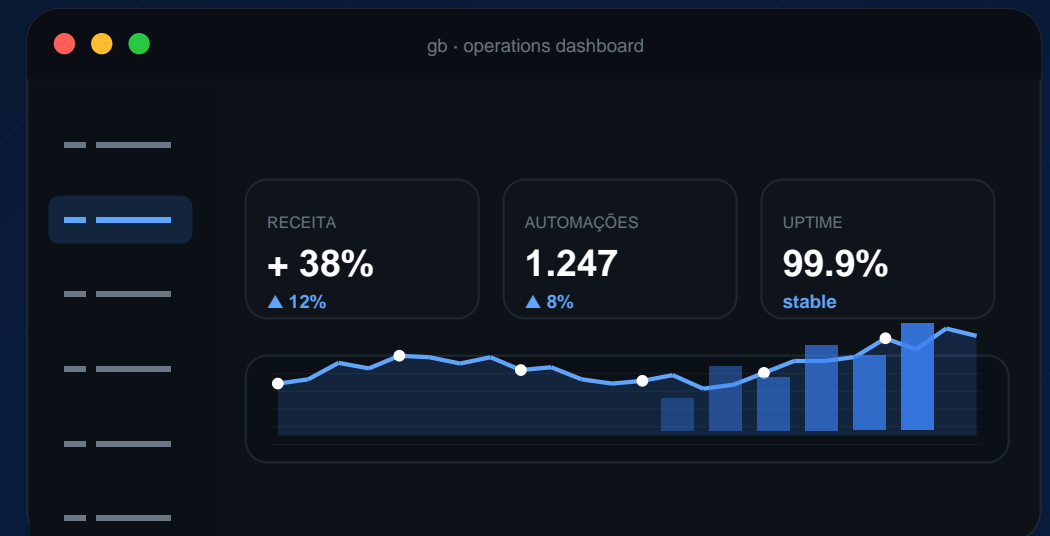 gb · operations dashboard
RECEITA
+ 38%
▲ 12%
AUTOMAÇÕES
1.247
▲ 8%
UPTIME
99.9%
stable